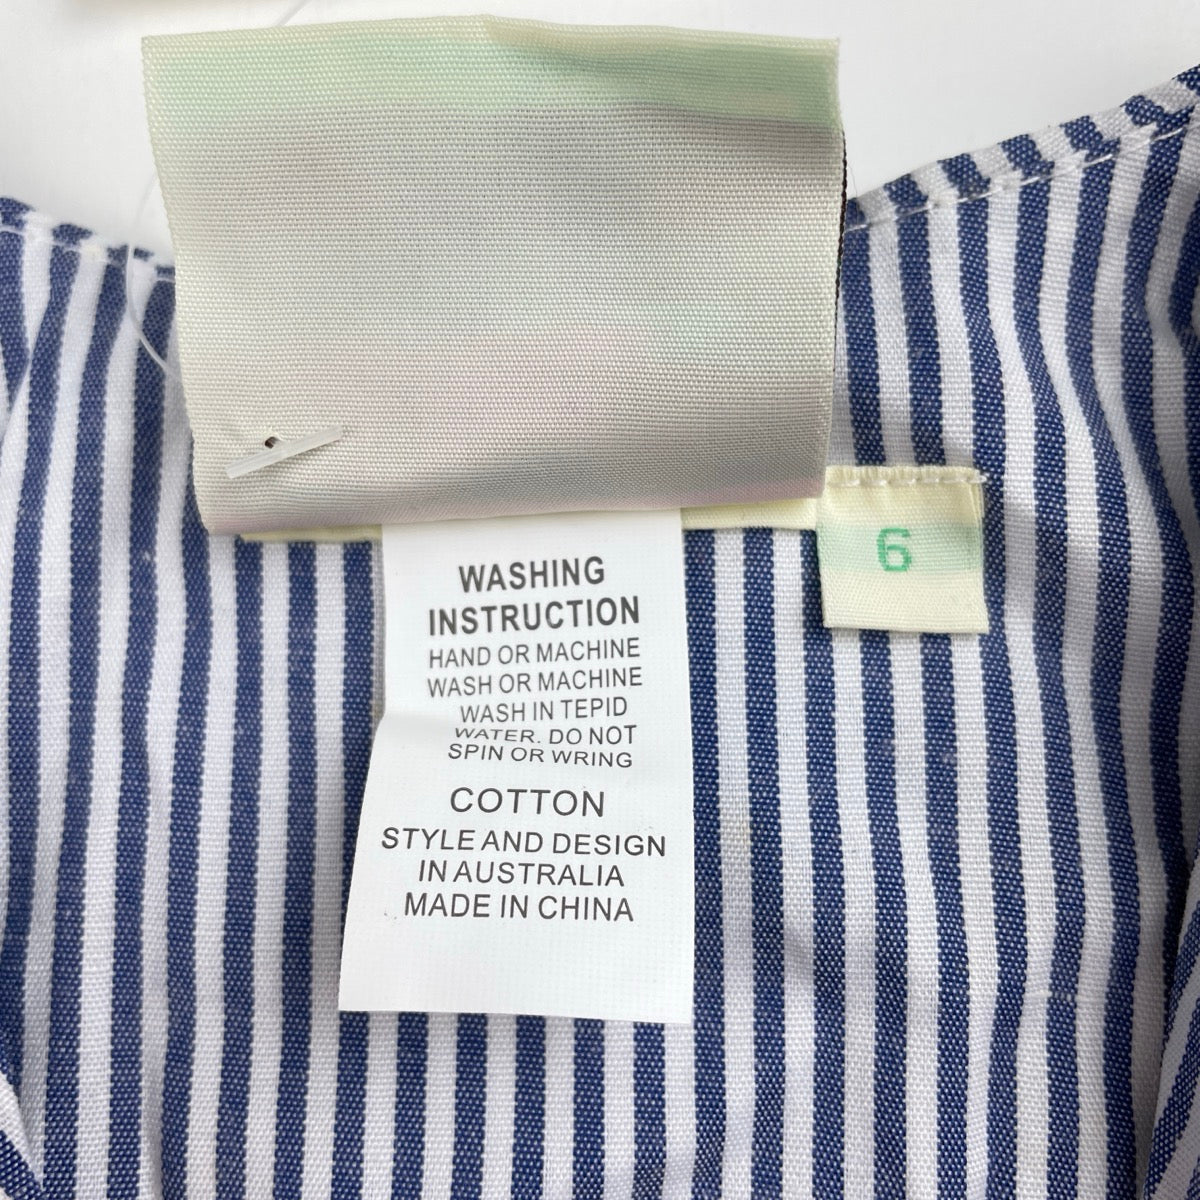 6
WASHING
INSTRUCTION
HAND OR MACHINE
WASH OR MACHINE
WASH IN TEPID
WATER. DO NOT
SPIN OR WRING
COTTON
STYLE AND DESIGN
IN AUSTRALIA
MADE IN CHINA